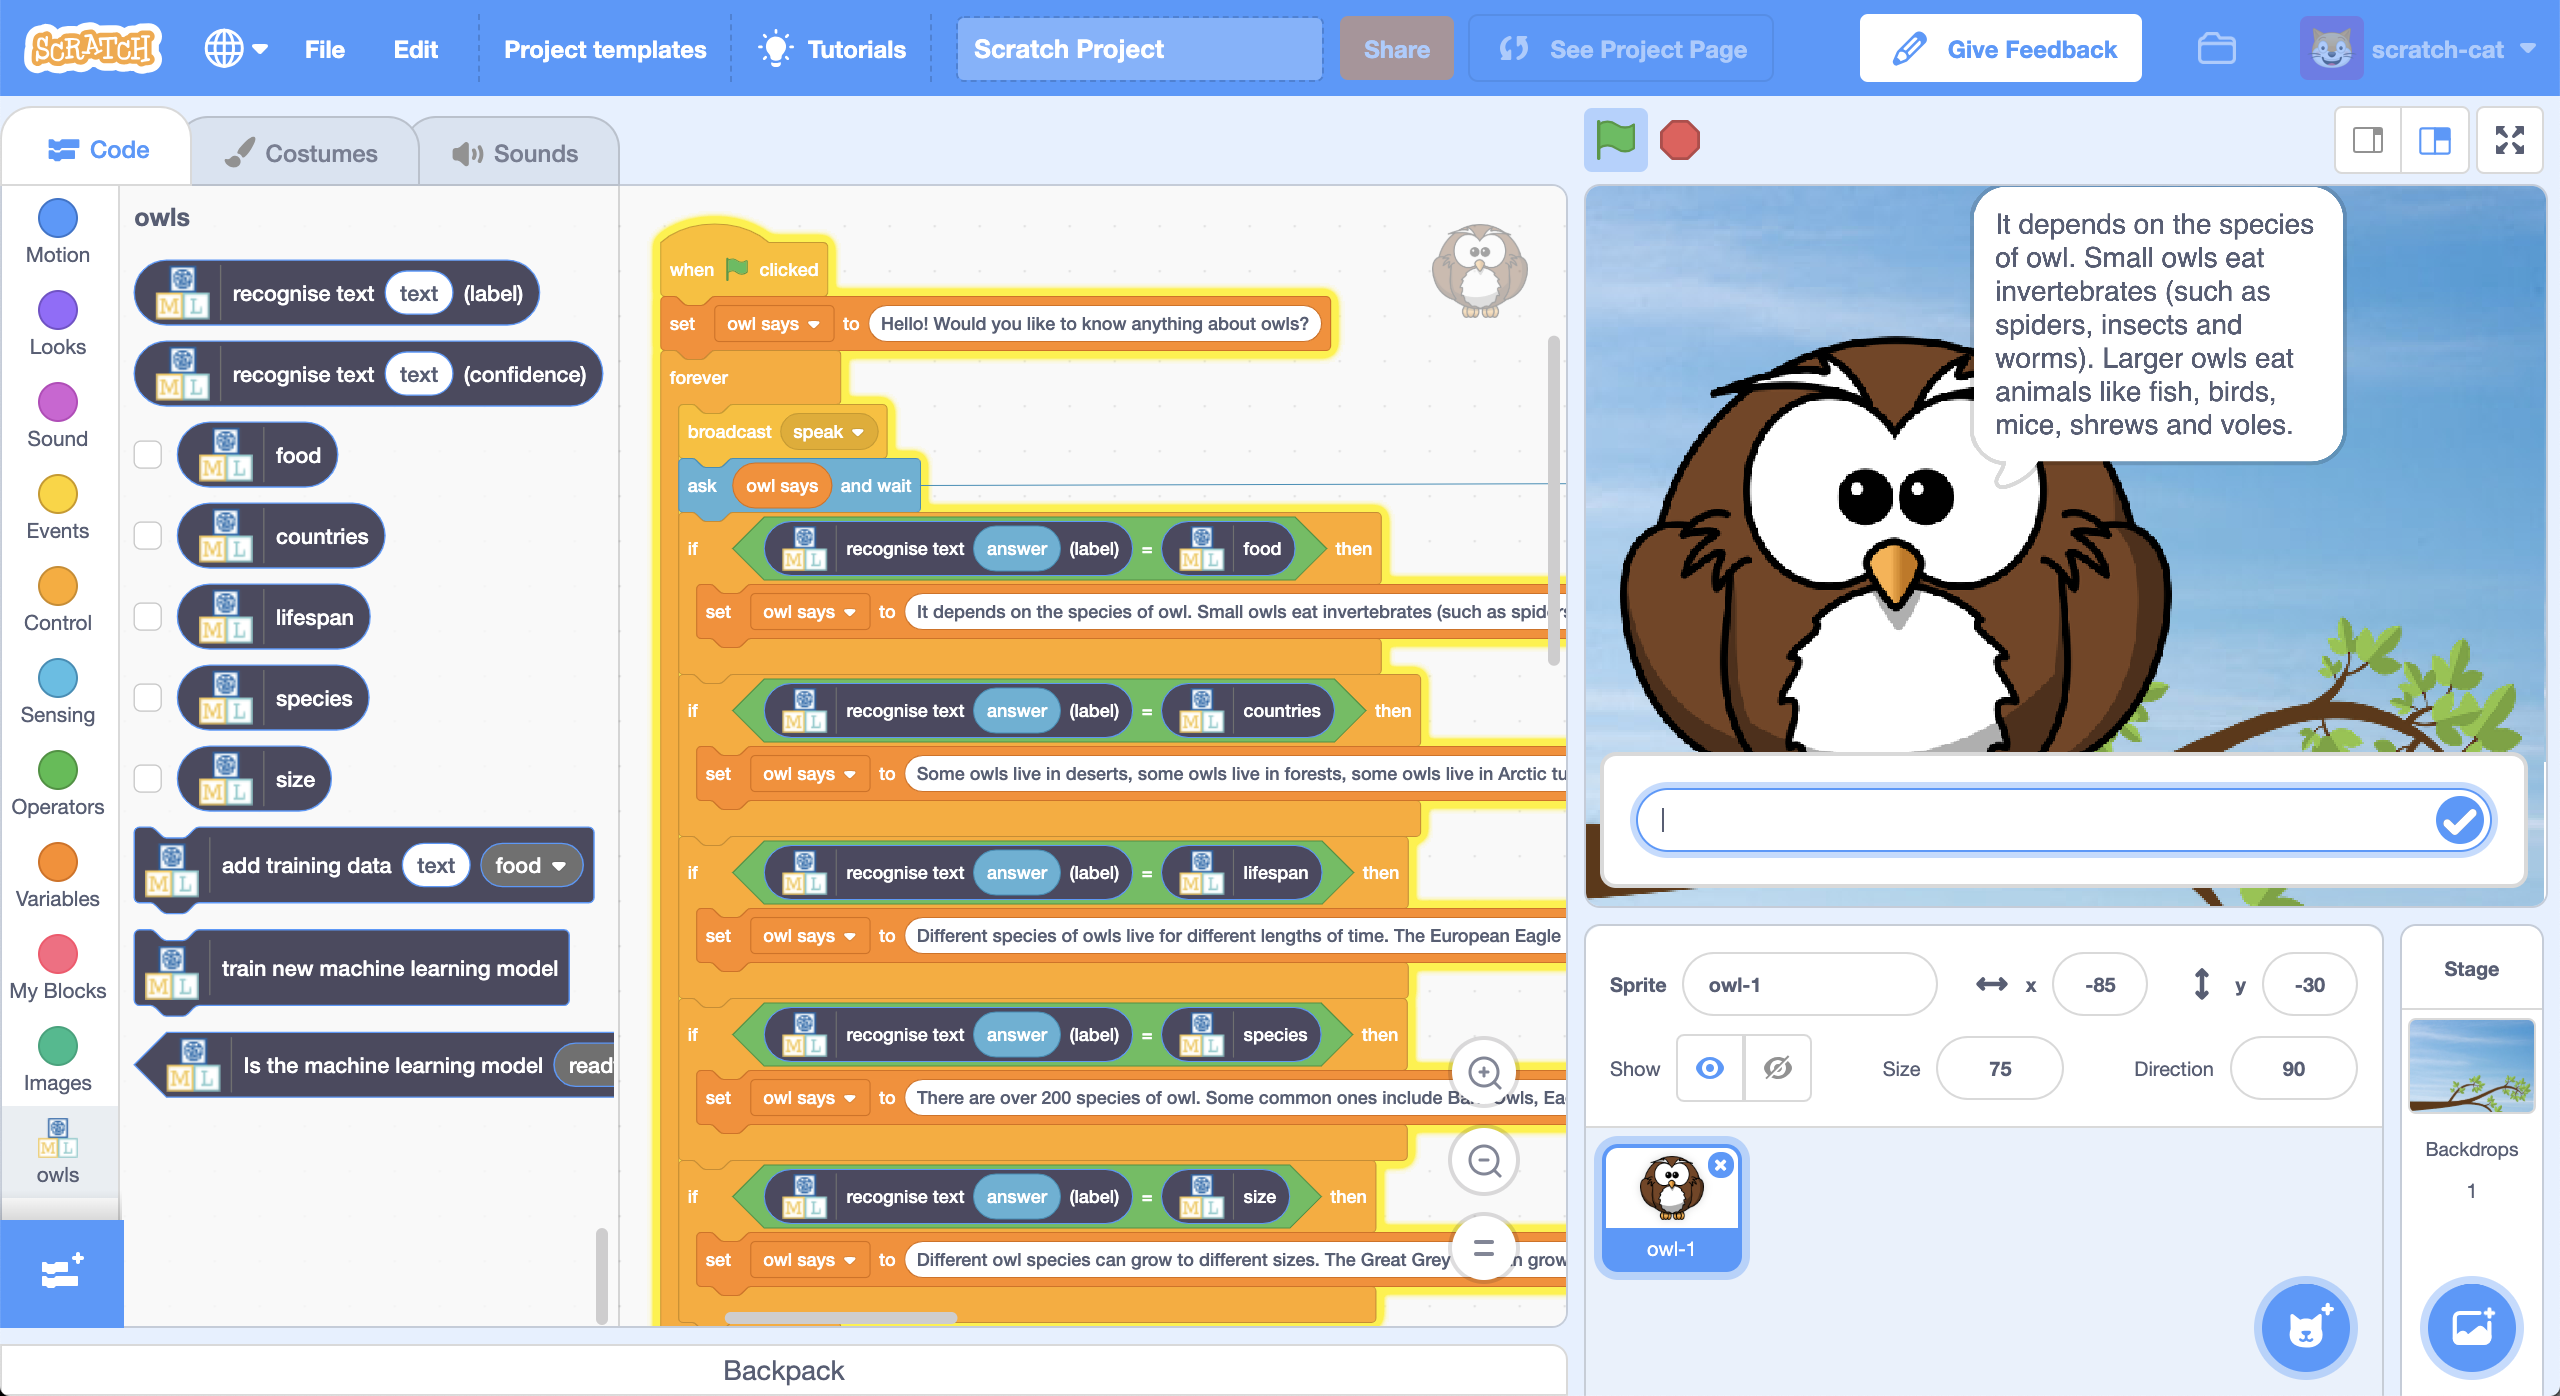 SCRATCH File Edit Project templates Tutorials Scratch Project Share See Project Page Give Feedback scratch-cat
Code Costumes Sounds
Motion
Looks
Sound
Events
Control
Sensing
Operators
Variables
My Blocks
Images
M L
owls
owls
M L recognise text text (label)
M L recognise text text (confidence)
M L food
M L countries
M L lifespan
M L species
M L size
M L add training data text food
M L train new machine learning model
M L Is the machine learning model
when clicked
set owl says to Hello! Would you like to know anything about owls?
forever
broadcast speak
ask owl says and wait
if M L recognise text answer (label) = M L food then
set owl says to It depends on the species of owl. Small owls eat invertebrates (such as
if M L recognise text answer (label) = M L countries then
set owl says to Some owls live in deserts, some owls live in forests, some owls live in Arctic
if M L recognise text answer (label) = M L lifespan then
set owl says to Different species of owls live for different lengths of time. The European Eagle
if M L recognise text answer (label) = M L species then
set owl says to There are over 200 species of owl. Some common ones include
if M L recognise text answer (label) = M L size then
set owl says to Different owl species can grow to different sizes. The Great Grey
Backpack
It depends on the species
of owl. Small owls eat
invertebrates (such as
spiders, insects and
worms). Larger owls eat
animals like fish, birds,
mice, shrews and voles.
Sprite owl-1 x -85 y -30
Show Size 75 Direction 90
owl-1
Stage
Backdrops
1